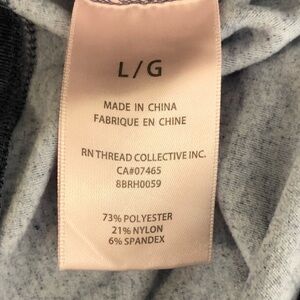 L/G
MADE IN CHINA
FABRIQUE EN CHINE
RN THREAD COLLECTIVE INC.
CA#07465
8BRH0059
73% POLYESTER
21% NYLON
6% SPANDEX